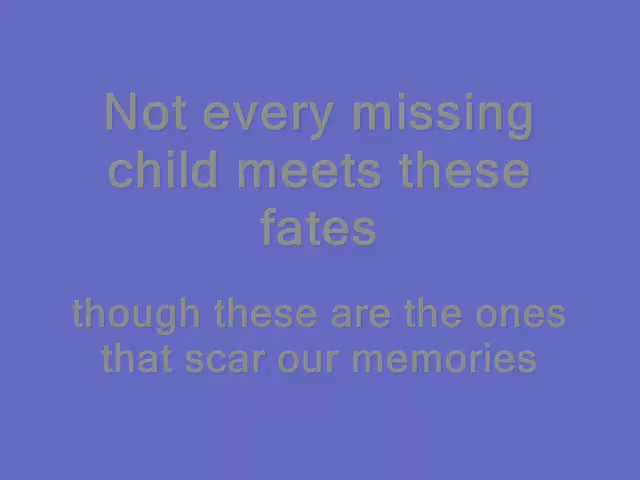 Not every missing
child meets these
fates
though these are the ones
that scar our memories